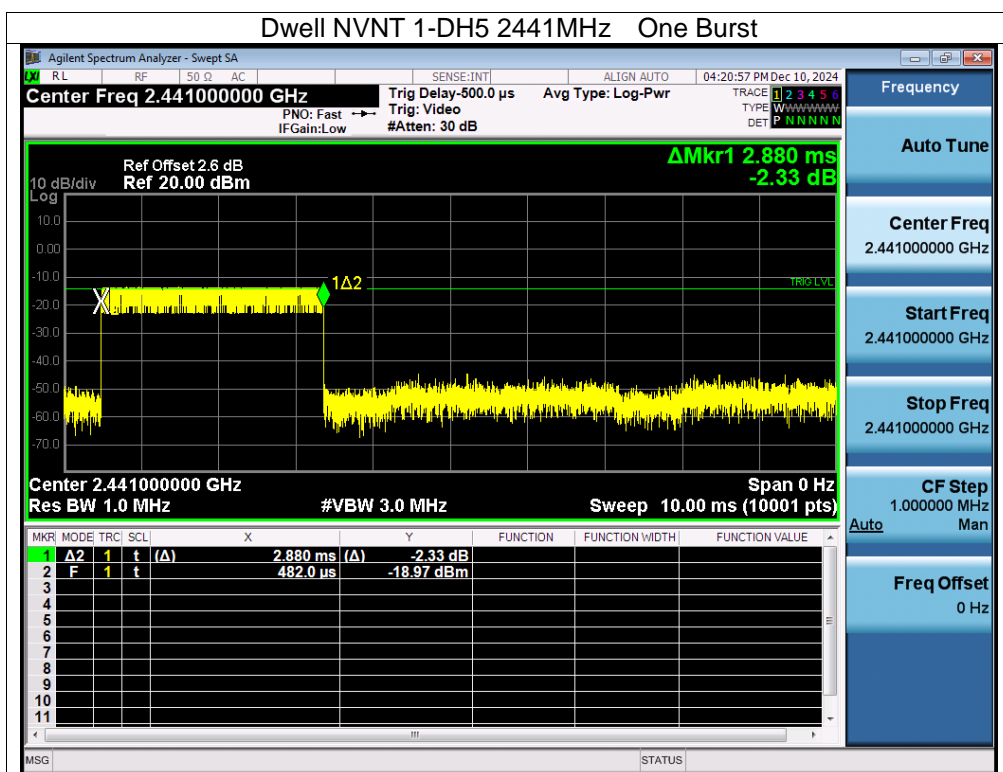 Dwell NVNT 1-DH5 2441MHz One Burst
Agilent Spectrum Analyzer - Swept SA
LXI RL RF 50 Ω AC SENSE:INT ALIGN AUTO 04:20:57 PM Dec 10, 2024
Center Freq 2.441000000 GHz
Trig Delay-500.0 µs Avg Type: Log-Pwr TRACE 1 2 3 4 5 6
PNO: Fast Trig: Video TYPE WWWWWW
IFGain:Low #Atten: 30 dB DET P N N N N N
Frequency
Auto Tune
Center Freq
2.441000000 GHz
Start Freq
2.441000000 GHz
Stop Freq
2.441000000 GHz
CF Step
1.000000 MHz
Auto Man
Freq Offset
0 Hz
ΔMkr1 2.880 ms
-2.33 dB
Ref Offset 2.6 dB
10 dB/div Ref 20.00 dBm
Log
10.0
0.00
-10.0
-20.0
-30.0
-40.0
-50.0
-60.0
-70.0
1Δ2
TRIG LVL
Center 2.441000000 GHz Span 0 Hz
Res BW 1.0 MHz #VBW 3.0 MHz Sweep 10.00 ms (10001 pts)
MKR MODE TRC SCL X Y FUNCTION FUNCTION WIDTH FUNCTION VALUE
1 Δ2 1 t (Δ) 2.880 ms (Δ) -2.33 dB
2 F 1 t 482.0 µs -18.97 dBm
3
4
5
6
7
8
9
10
11
MSG STATUS